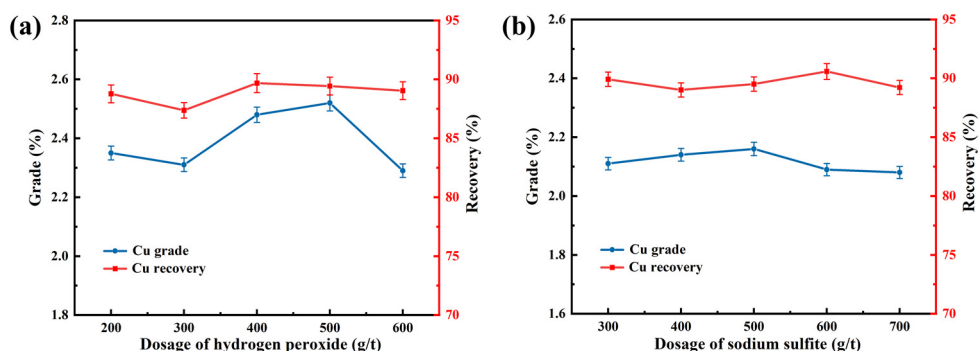 (a)
2.8
2.6
2.4
2.2
2.0
1.8
Grade (%)
95
90
85
80
75
70
Recovery (%)
Cu grade
Cu recovery
200 300 400 500 600
Dosage of hydrogen peroxide (g/t)
(b)
2.6
2.4
2.2
2.0
1.8
1.6
Grade (%)
95
90
85
80
75
70
Recovery (%)
Cu grade
Cu recovery
300 400 500 600 700
Dosage of sodium sulfite (g/t)